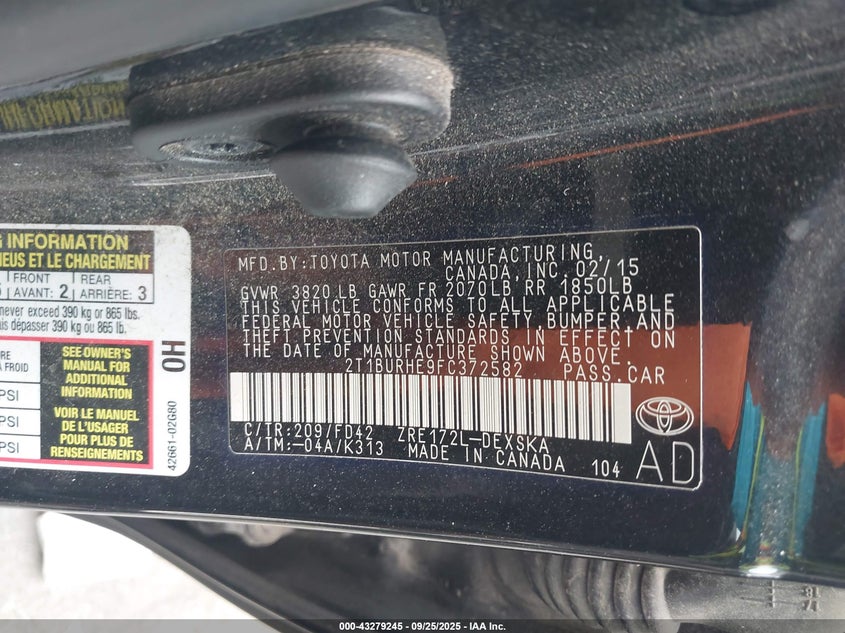 G INFORMATION
NEUS ET LE CHARGEMENT
FRONT
AVANT: 2
REAR
ARRIÈRE: 3
never exceed 390 kg or 865 lbs.
is dépasser 390 kg ou 865 lb.
SEE OWNER'S
MANUAL FOR
ADDITIONAL
INFORMATION
VOIR LE MANUEL
DE L'USAGER
POUR PLUS DE
RENSEIGNEMENTS
PSI
PSI
PSI
0H
42661-02G80
MFD.BY:TOYOTA MOTOR MANUFACTURING,
CANADA, INC. 02/15
GVWR 3820 LB GAWR FR 2070LB RR 1850LB
THIS VEHICLE CONFORMS TO ALL APPLICABLE
FEDERAL MOTOR VEHICLE SAFETY, BUMPER, AND
THEFT PREVENTION STANDARDS IN EFFECT ON
THE DATE OF MANUFACTURE SHOWN ABOVE.
2T1BURHE9FC372582 PASS.CAR
C/TR:209/FD42 ZRE172L-DEXSKA
A/TM:-04A/K313 MADE IN CANADA 104
TOYOTA
AD
000-43279245 - 09/25/2025 - IAA Inc.